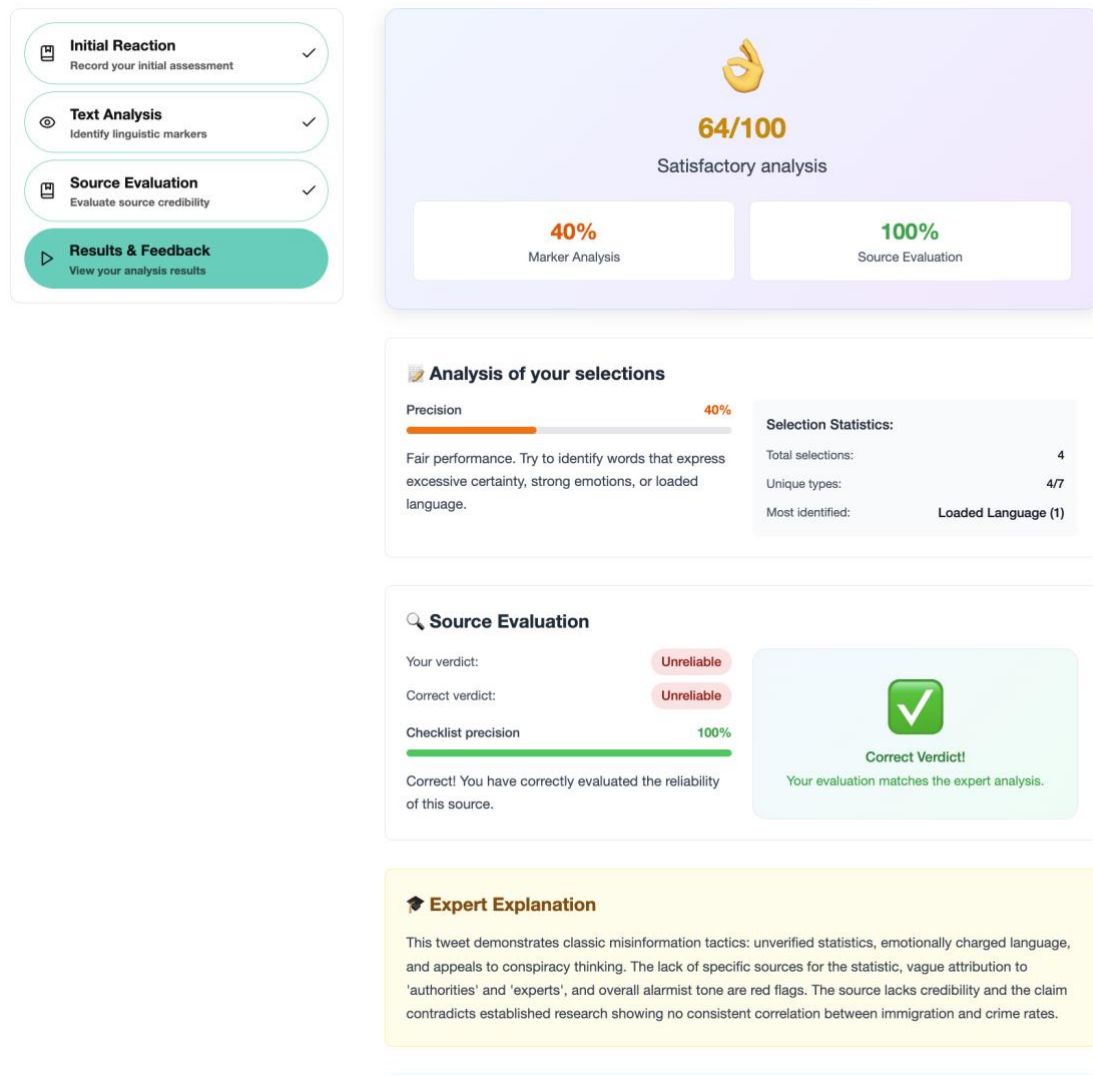 Initial Reaction
Record your initial assessment
Text Analysis
Identify linguistic markers
Source Evaluation
Evaluate source credibility
Results & Feedback
View your analysis results
64/100
Satisfactory analysis
40%
Marker Analysis
100%
Source Evaluation
Analysis of your selections
Precision 40%
Fair performance. Try to identify words that express
excessive certainty, strong emotions, or loaded
language.
Selection Statistics:
Total selections: 4
Unique types: 4/7
Most identified: Loaded Language (1)
Source Evaluation
Your verdict: Unreliable
Correct verdict: Unreliable
Checklist precision 100%
Correct! You have correctly evaluated the reliability
of this source.
Correct Verdict!
Your evaluation matches the expert analysis.
Expert Explanation
This tweet demonstrates classic misinformation tactics: unverified statistics, emotionally charged language,
and appeals to conspiracy thinking. The lack of specific sources for the statistic, vague attribution to
'authorities' and 'experts', and overall alarmist tone are red flags. The source lacks credibility and the claim
contradicts established research showing no consistent correlation between immigration and crime rates.